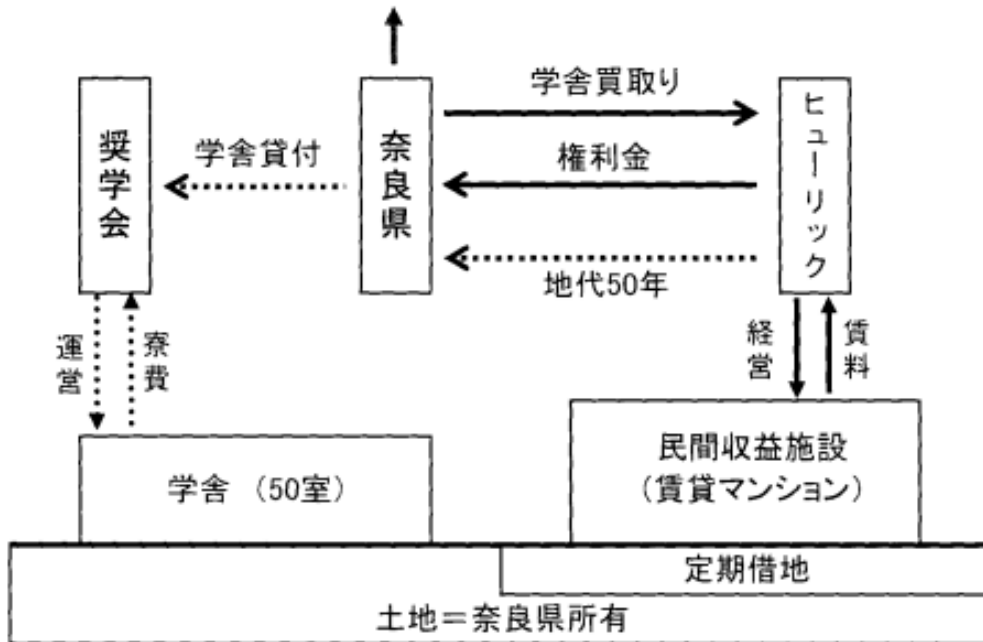 学舎買取り
奨学会
学舎貸付
奈良県
権利金
ヒューリック
地代50年
運営
寮費
経営
賃料
学舎 （50室）
民間収益施設
（賃貸マンション）
定期借地
土地＝奈良県所有